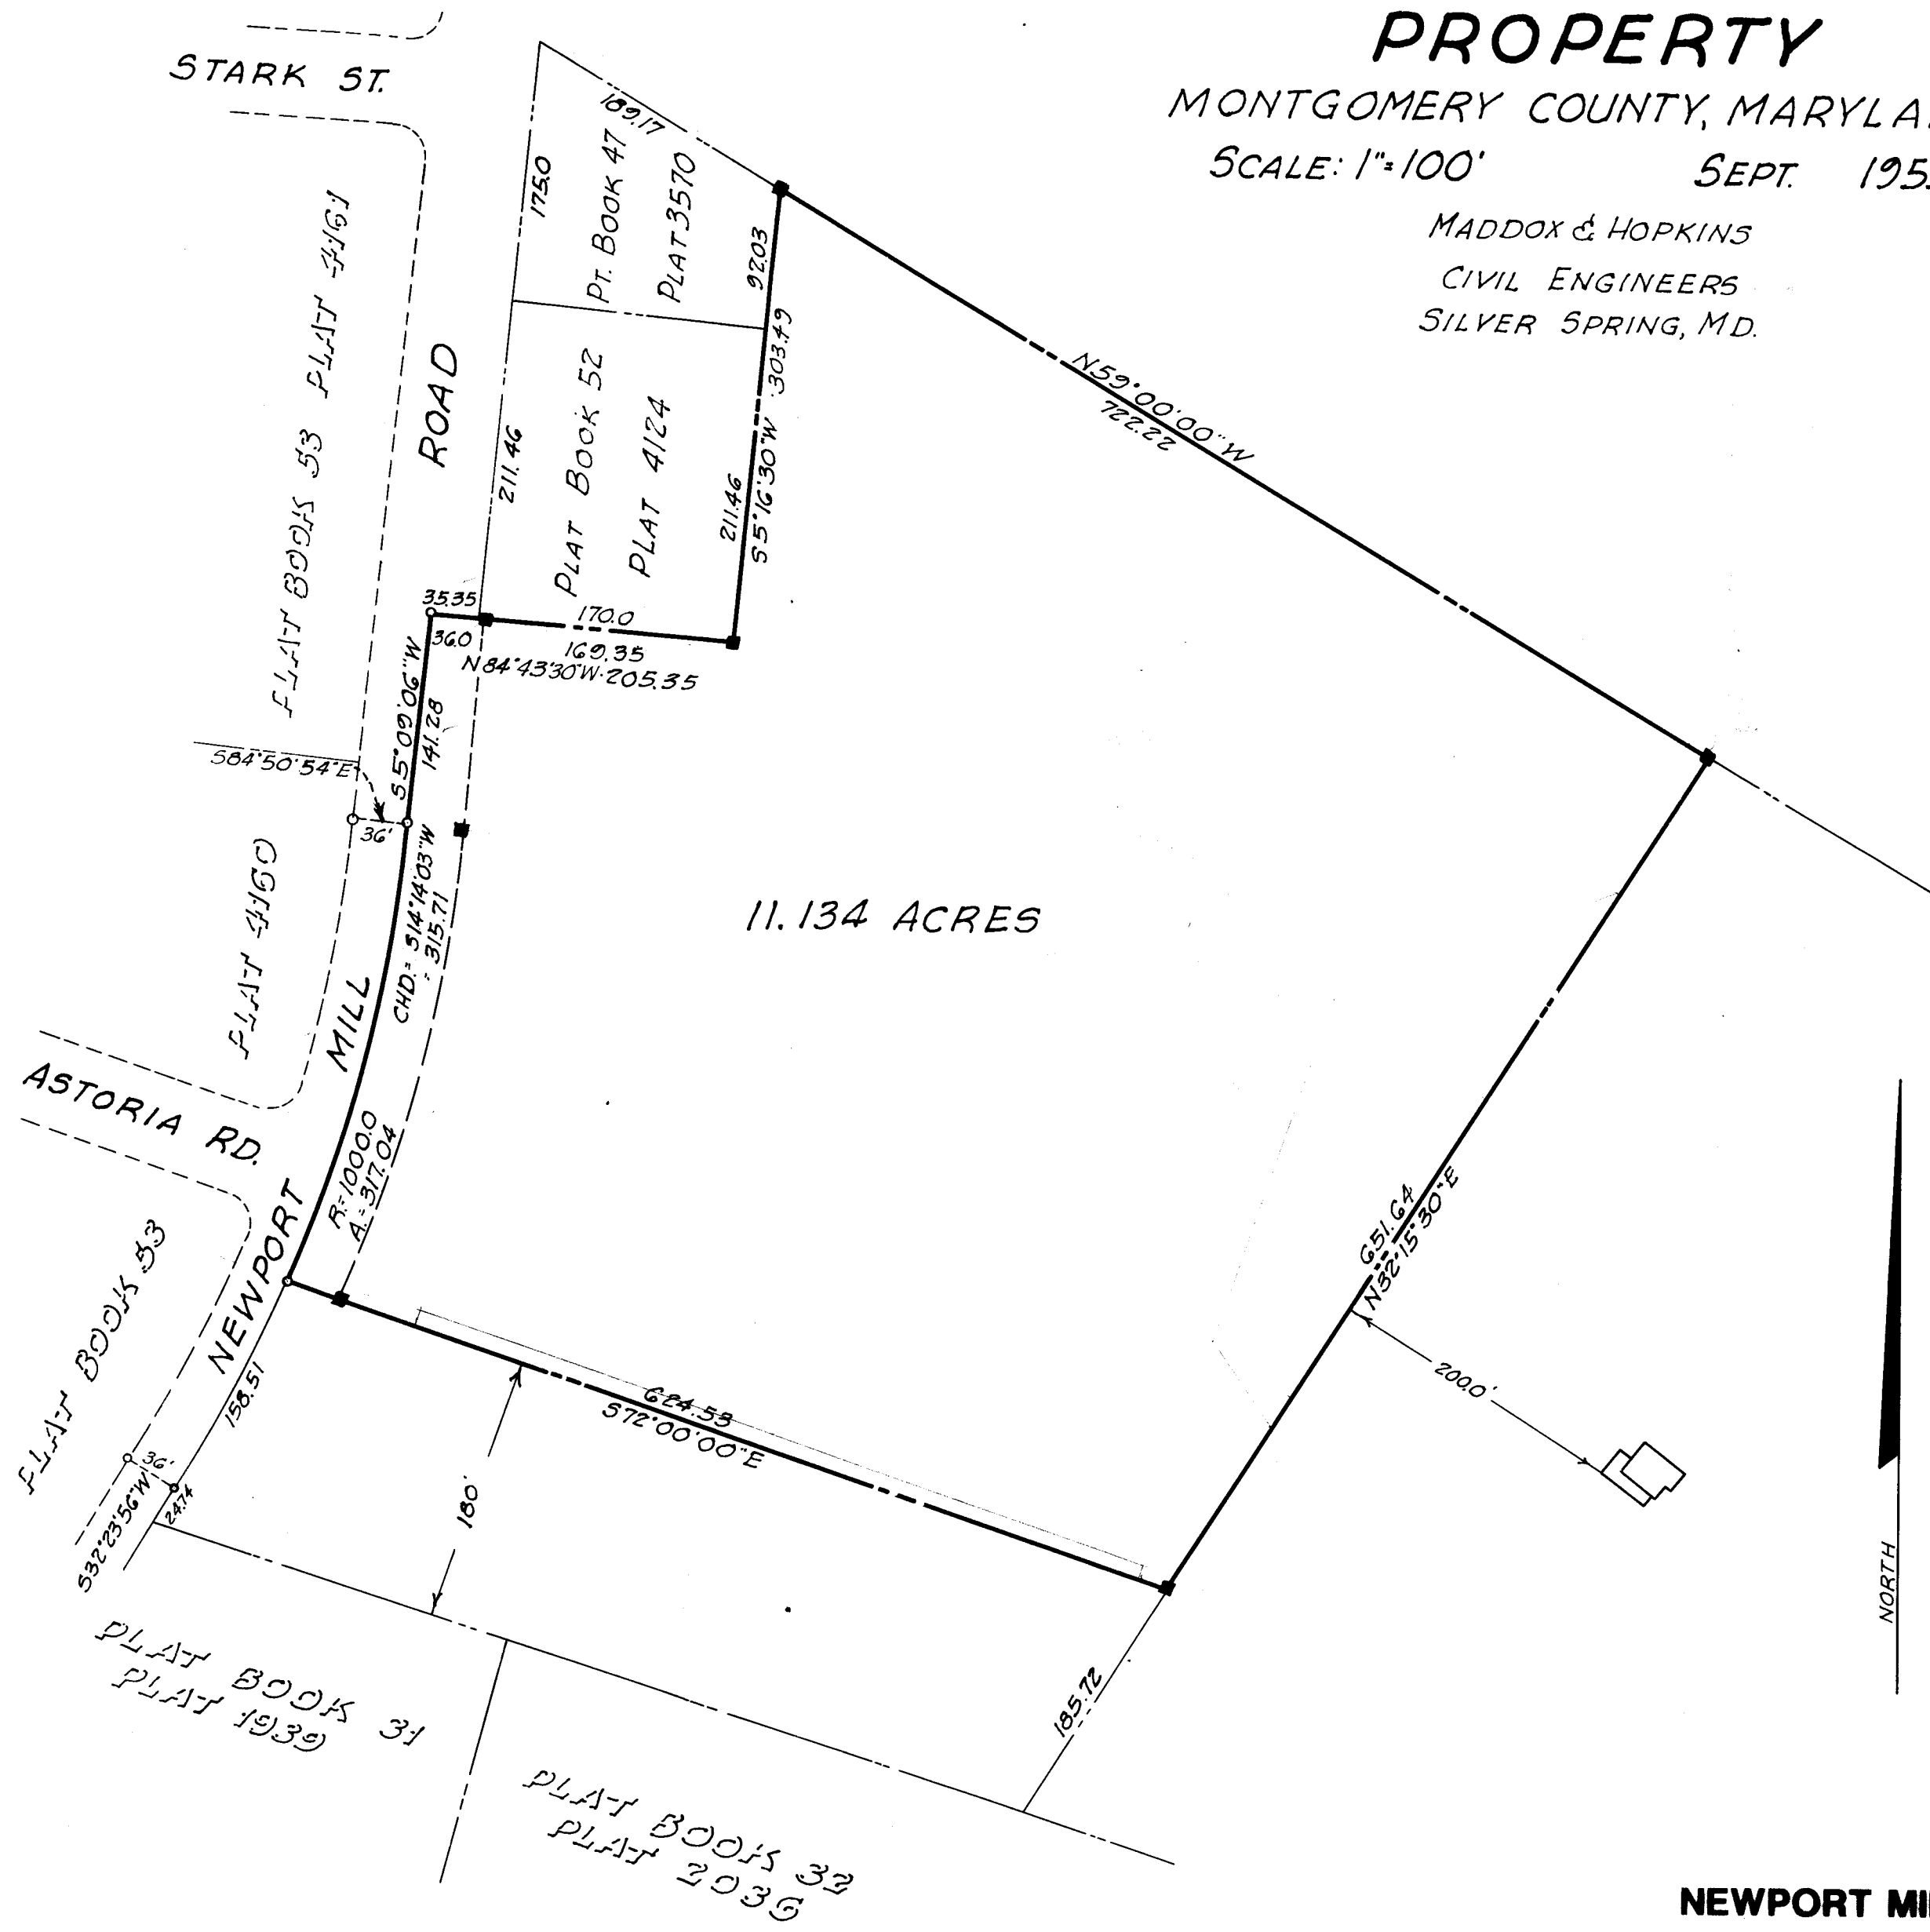 PROPERTY
MONTGOMERY COUNTY, MARYLA
SCALE: 1"=100' SEPT. 195
MADDOX & HOPKINS
CIVIL ENGINEERS
SILVER SPRING, MD.
STARK ST.
189.17
175.0
PT. BOOK 47
PLAT 3570
92.03
PLAT BOOK 53 PLAT 4161
ROAD
211.46
PLAT BOOK 52
PLAT 4124
211.46
S5°16'30"W 303.49
N59°00'00"W
722.22
35.35
36.0
170.0
169.35
N84°43'30"W·205.35
S5°09'06"W
141.28
S84°50'54"E
36'
PLAT 4160
CHD.= S14°14'03"W
= 315.71
11.134 ACRES
MILL
ASTORIA RD.
R.=1000.0
A.=317.04
NEWPORT
158.51
PLAT BOOK 53
36'
S32°23'56"W
24.74
180'
624.53
S72°00'00"E
651.64
N32°15'30"E
200.0'
NORTH
185.72
PLAT BOOK 31
PLAT 1939
PLAT BOOK 32
PLAT 2036
NEWPORT MI